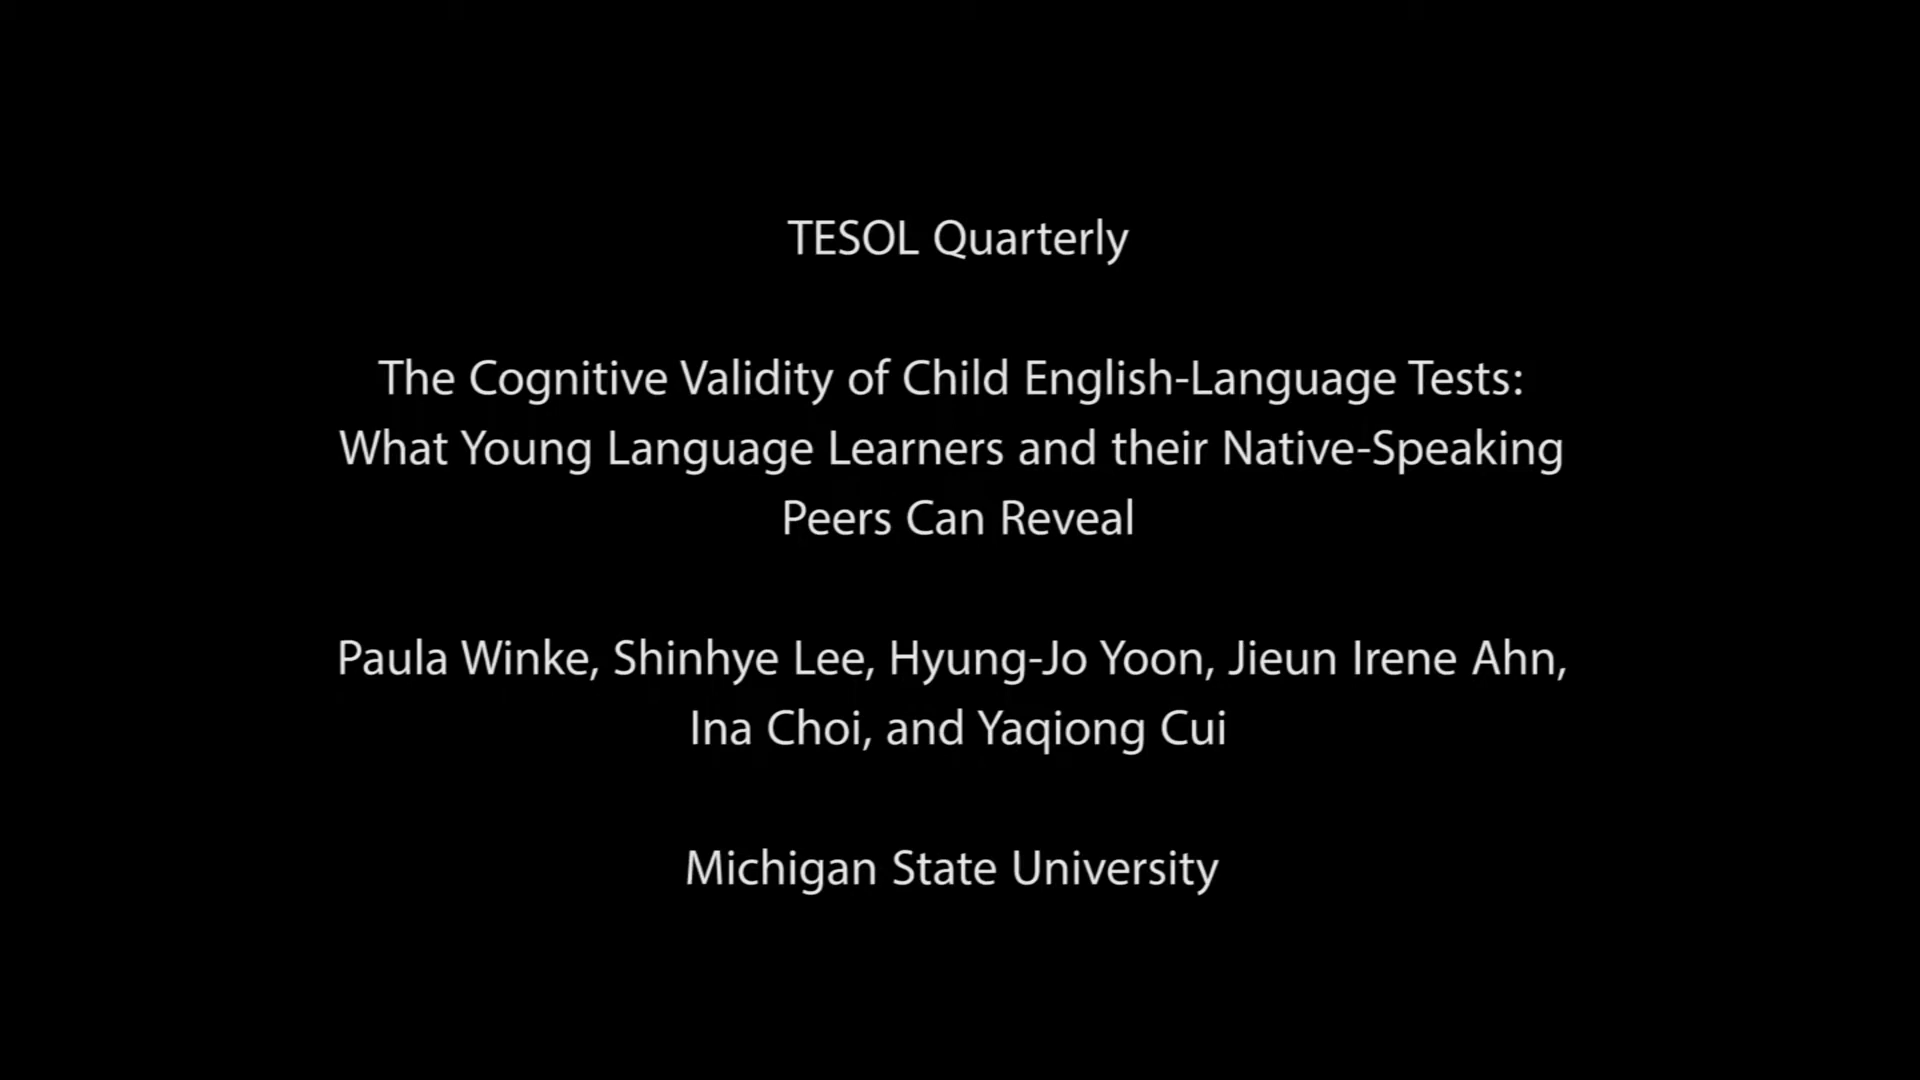 TESOL Quarterly
The Cognitive Validity of Child English-Language Tests:
What Young Language Learners and their Native-Speaking
Peers Can Reveal
Paula Winke, Shinhye Lee, Hyung-Jo Yoon, Jieun Irene Ahn,
Ina Choi, and Yaqiong Cui
Michigan State University